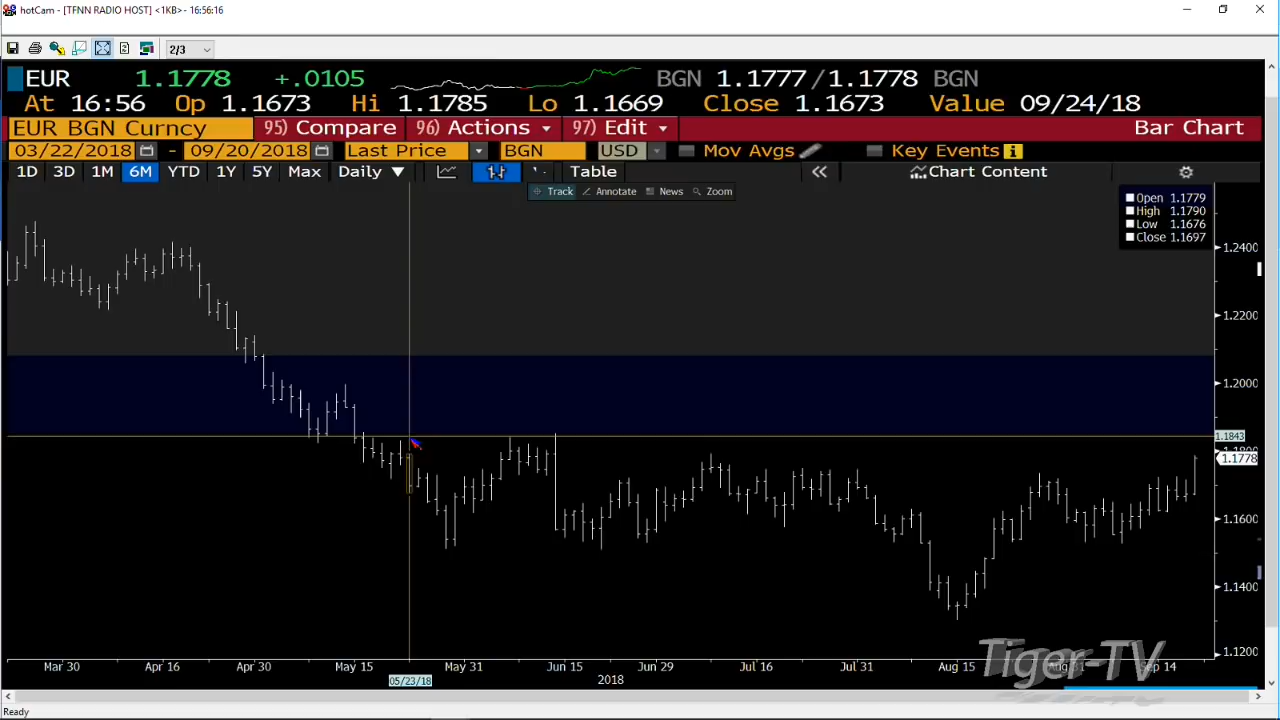 hotCam - [TFNN RADIO HOST] <1KB> - 16:56:16
2/3
EUR 1.1778 +.0105 BGN 1.1777/1.1778 BGN
At 16:56 Op 1.1673 Hi 1.1785 Lo 1.1669 Close 1.1673 Value 09/24/18
EUR BGN Curncy 95) Compare 96) Actions 97) Edit Bar Chart
03/22/2018 - 09/20/2018 Last Price BGN USD Mov Avgs Key Events
1D 3D 1M 6M YTD 1Y 5Y Max Daily Table Chart Content
Track Annotate News Zoom
Open 1.1779
High 1.1790
Low 1.1676
Close 1.1697
1.2400
1.2200
1.2000
1.1843
1.1800
1.1778
1.1600
1.1400
1.1200
Mar 30 Apr 16 Apr 30 May 15 May 31 Jun 15 Jun 29 Jul 16 Jul 31 Aug 15 Aug 31 Sep 14
05/23/18 2018
Tiger-TV
Ready